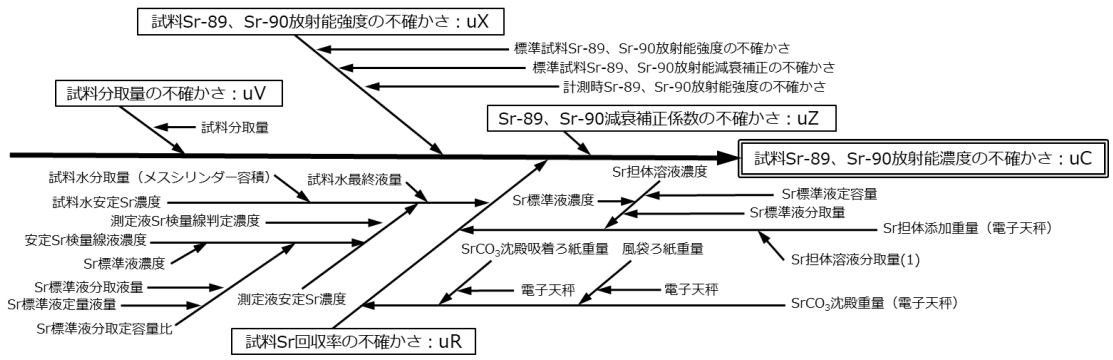 試料Sr-89、Sr-90放射能強度の不確かさ：uX
標準試料Sr-89、Sr-90放射能強度の不確かさ
標準試料Sr-89、Sr-90放射能減衰補正の不確かさ
計測時Sr-89、Sr-90放射能強度の不確かさ
試料分取量の不確かさ：uV
試料分取量
Sr-89、Sr-90減衰補正係数の不確かさ：uZ
試料Sr-89、Sr-90放射能濃度の不確かさ：uC
試料水分取量（メスシリンダー容積）
試料水最終液量
試料水安定Sr濃度
測定液Sr検量線判定濃度
安定Sr検量線液濃度
Sr標準液濃度
Sr標準液分取液量
Sr標準液定量液量
Sr標準液分取定容量比
測定液安定Sr濃度
Sr担体溶液濃度
Sr標準液濃度
Sr標準液定容量
Sr標準液分取量
Sr担体添加重量（電子天秤）
Sr担体溶液分取量(1)
SrCO₃沈殿吸着ろ紙重量
風袋ろ紙重量
電子天秤
電子天秤
SrCO₃沈殿重量（電子天秤）
試料Sr回収率の不確かさ：uR